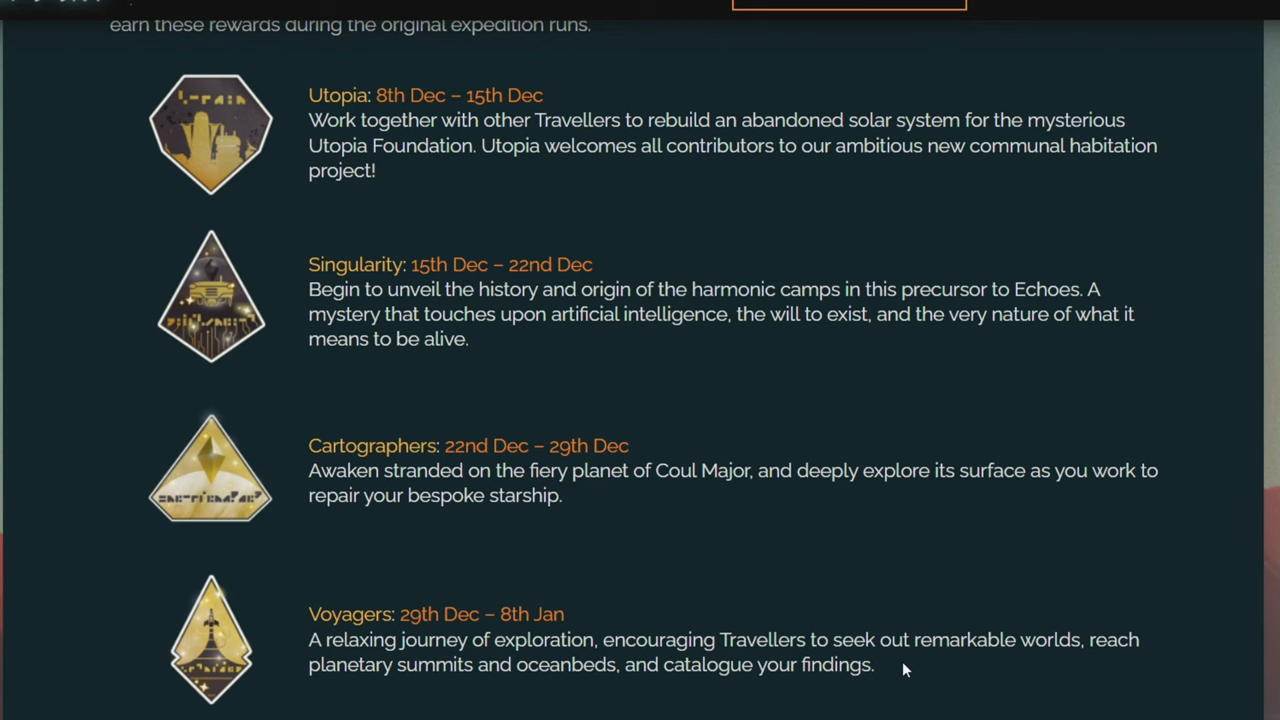 earn these rewards during the original expedition runs.
Utopia: 8th Dec – 15th Dec
Work together with other Travellers to rebuild an abandoned solar system for the mysterious
Utopia Foundation. Utopia welcomes all contributors to our ambitious new communal habitation
project!
Singularity: 15th Dec – 22nd Dec
Begin to unveil the history and origin of the harmonic camps in this precursor to Echoes. A
mystery that touches upon artificial intelligence, the will to exist, and the very nature of what it
means to be alive.
Cartographers: 22nd Dec – 29th Dec
Awaken stranded on the fiery planet of Coul Major, and deeply explore its surface as you work to
repair your bespoke starship.
Voyagers: 29th Dec – 8th Jan
A relaxing journey of exploration, encouraging Travellers to seek out remarkable worlds, reach
planetary summits and oceanbeds, and catalogue your findings.